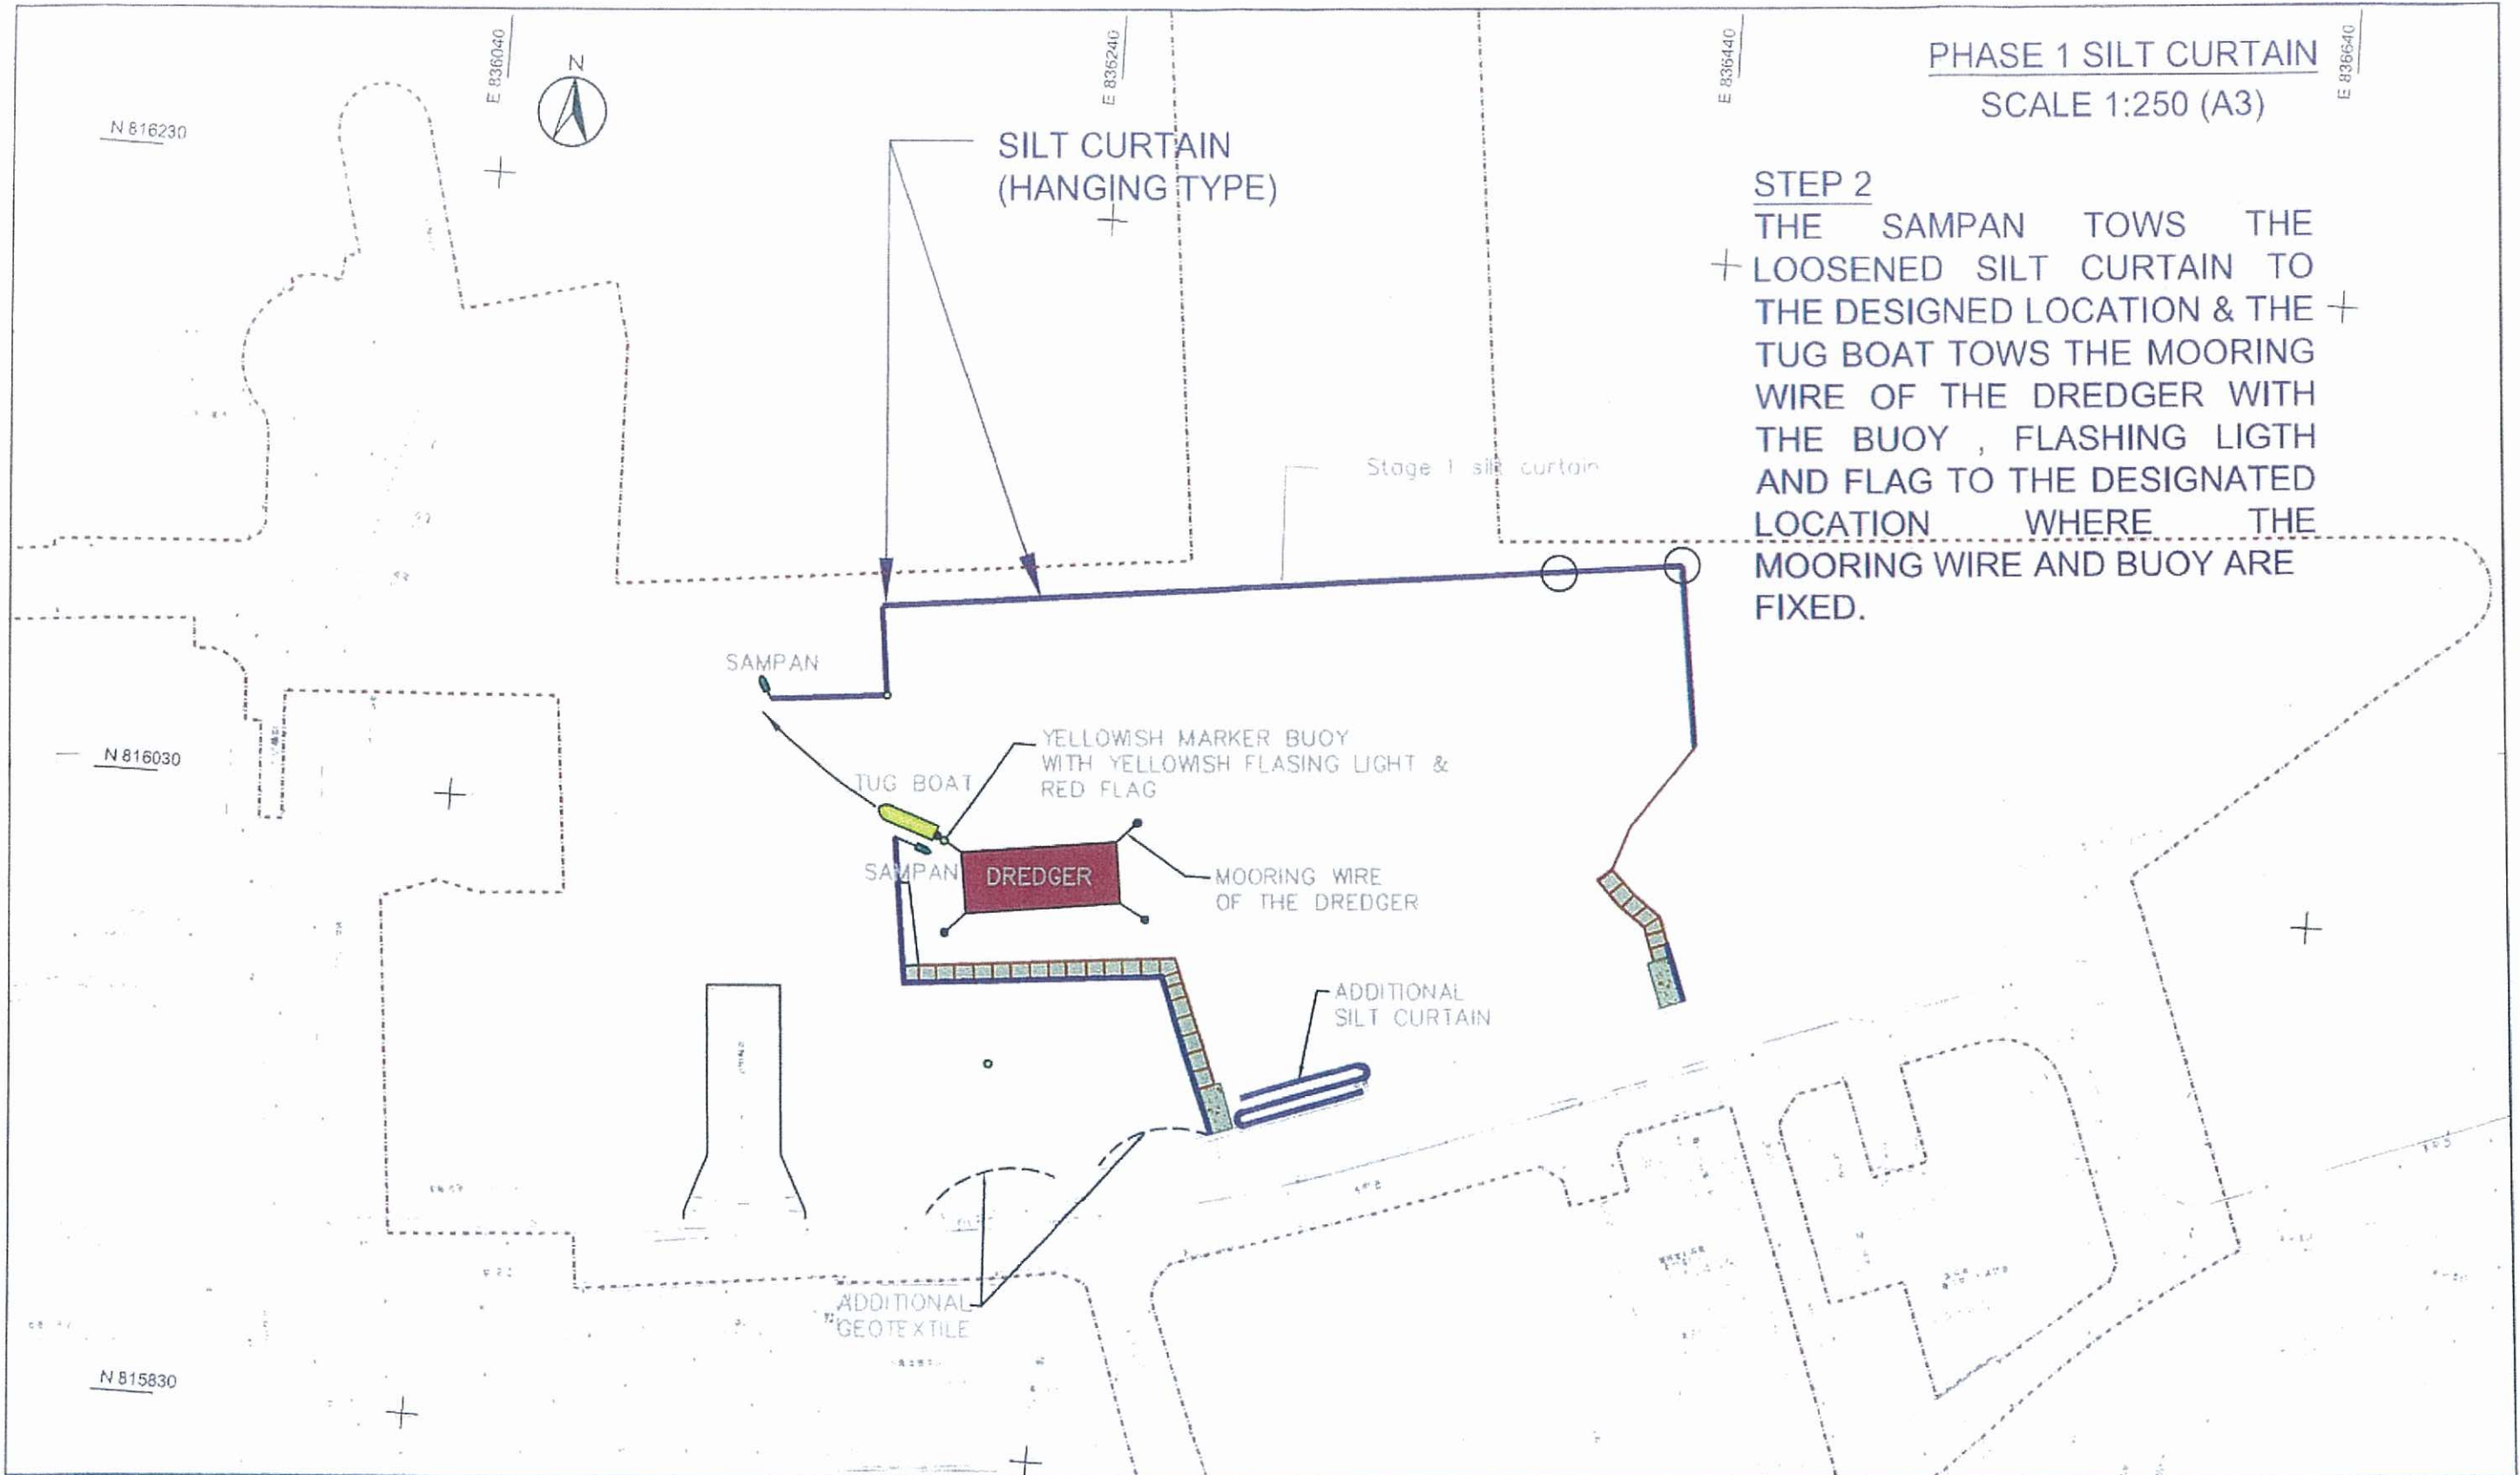 E 836040
E 836240
E 836440
E 836640
PHASE 1 SILT CURTAIN
SCALE 1:250 (A3)
N
N 816230
SILT CURTAIN
(HANGING TYPE)
STEP 2
THE SAMPAN TOWS THE
LOOSENED SILT CURTAIN TO
THE DESIGNED LOCATION & THE
TUG BOAT TOWS THE MOORING
WIRE OF THE DREDGER WITH
THE BUOY , FLASHING LIGTH
AND FLAG TO THE DESIGNATED
LOCATION WHERE THE
MOORING WIRE AND BUOY ARE
FIXED.
Stage 1 silt curtain
SAMPAN
YELLOWISH MARKER BUOY
WITH YELLOWISH FLASING LIGHT &
RED FLAG
N 816030
TUG BOAT
SAMPAN
DREDGER
MOORING WIRE
OF THE DREDGER
ADDITIONAL
SILT CURTAIN
ADDITIONAL
GEOTEXTILE
N 815830